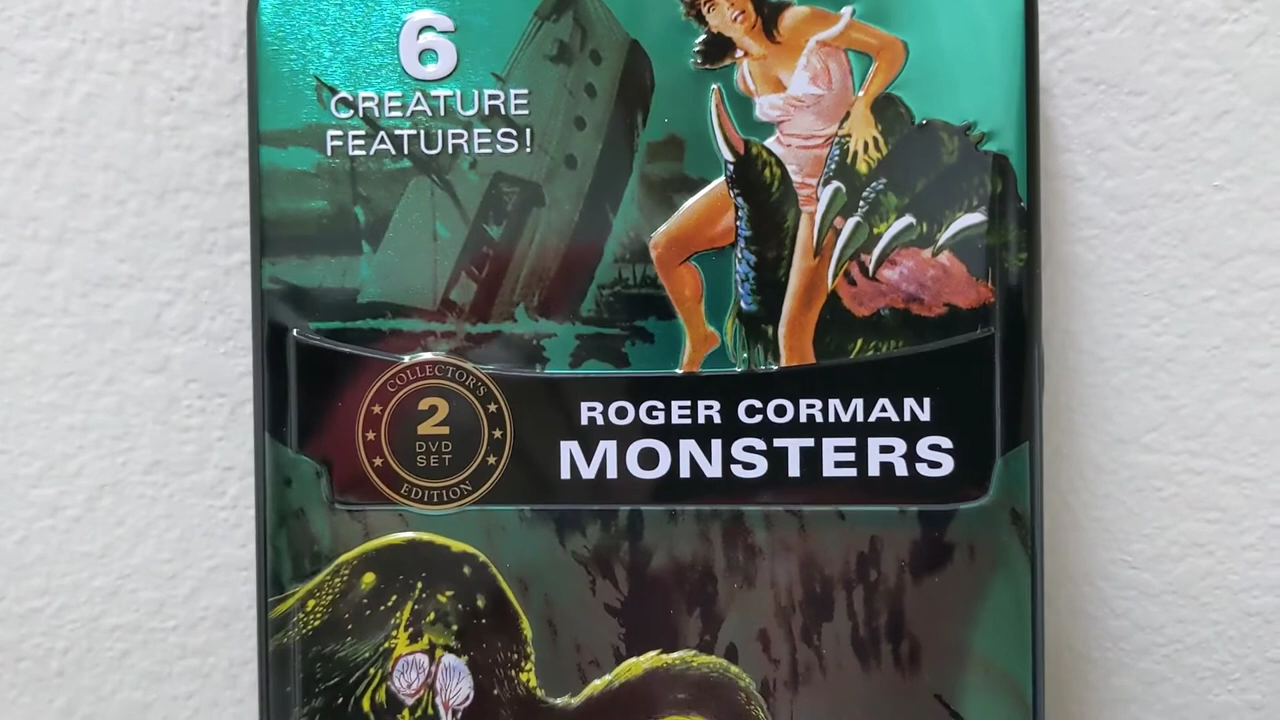 6
CREATURE
FEATURES!
COLLECTOR'S
2
DVD
SET
EDITION
ROGER CORMAN
MONSTERS